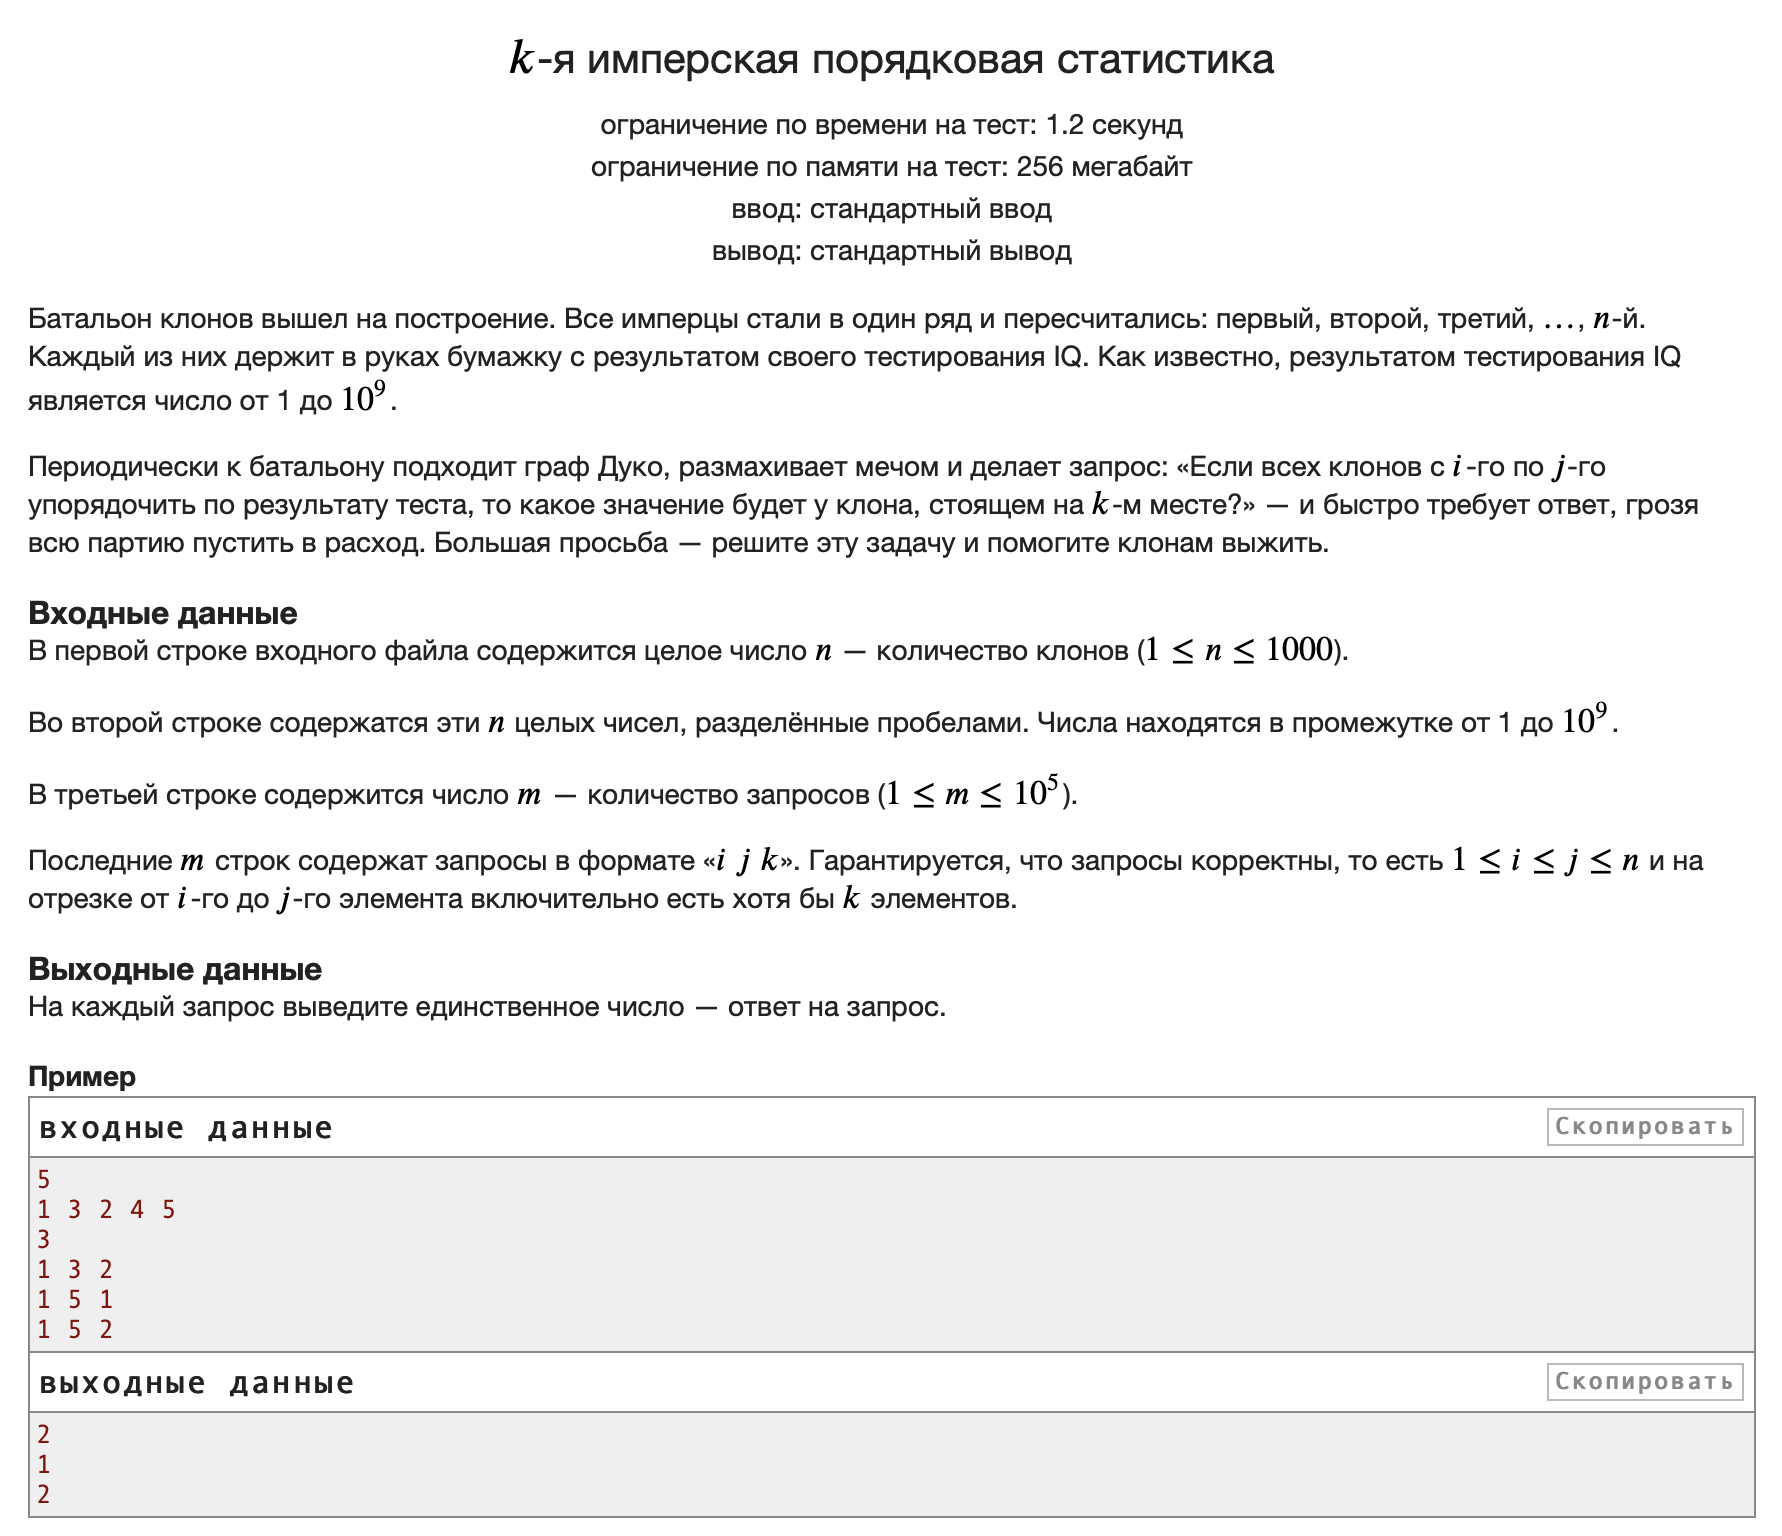 k-я имперская порядковая статистика
ограничение по времени на тест: 1.2 секунд
ограничение по памяти на тест: 256 мегабайт
ввод: стандартный ввод
вывод: стандартный вывод
Батальон клонов вышел на построение. Все имперцы стали в один ряд и пересчитались: первый, второй, третий, …, n-й.
Каждый из них держит в руках бумажку с результатом своего тестирования IQ. Как известно, результатом тестирования IQ
является число от 1 до 10^9.
Периодически к батальону подходит граф Дуко, размахивает мечом и делает запрос: «Если всех клонов с i-го по j-го
упорядочить по результату теста, то какое значение будет у клона, стоящем на k-м месте?» — и быстро требует ответ, грозя
всю партию пустить в расход. Большая просьба — решите эту задачу и помогите клонам выжить.
Входные данные
В первой строке входного файла содержится целое число n — количество клонов (1 ≤ n ≤ 1000).
Во второй строке содержатся эти n целых чисел, разделённые пробелами. Числа находятся в промежутке от 1 до 10^9.
В третьей строке содержится число m — количество запросов (1 ≤ m ≤ 10^5).
Последние m строк содержат запросы в формате «i j k». Гарантируется, что запросы корректны, то есть 1 ≤ i ≤ j ≤ n и на
отрезке от i-го до j-го элемента включительно есть хотя бы k элементов.
Выходные данные
На каждый запрос выведите единственное число — ответ на запрос.
Пример
входные данные
Скопировать
5
1 3 2 4 5
3
1 3 2
1 5 1
1 5 2
выходные данные
Скопировать
2
1
2